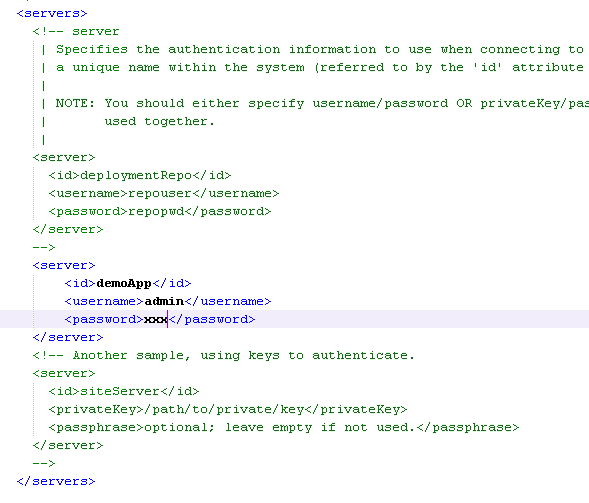 <servers>
<!-- server
| Specifies the authentication information to use when connecting to
| a unique name within the system (referred to by the 'id' attribute
|
| NOTE: You should either specify username/password OR privateKey/pas
| used together.
|
<server>
<id>deploymentRepo</id>
<username>repouser</username>
<password>repopwd</password>
</server>
-->
<server>
<id>demoApp</id>
<username>admin</username>
<password>xxx</password>
</server>
<!-- Another sample, using keys to authenticate.
<server>
<id>siteServer</id>
<privateKey>/path/to/private/key</privateKey>
<passphrase>optional; leave empty if not used.</passphrase>
</server>
-->
</servers>